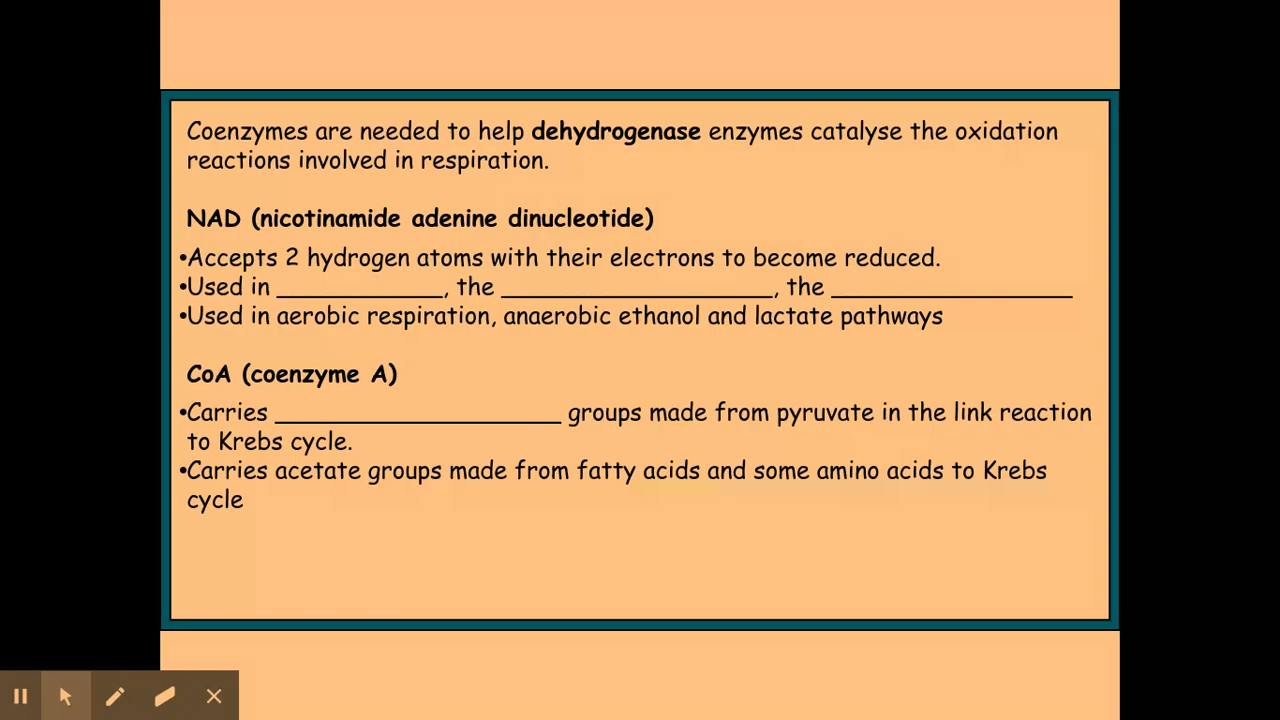 Coenzymes are needed to help dehydrogenase enzymes catalyse the oxidation
reactions involved in respiration.
NAD (nicotinamide adenine dinucleotide)
•Accepts 2 hydrogen atoms with their electrons to become reduced.
•Used in ___________, the __________________, the ________________
•Used in aerobic respiration, anaerobic ethanol and lactate pathways
CoA (coenzyme A)
•Carries ___________________ groups made from pyruvate in the link reaction
to Krebs cycle.
•Carries acetate groups made from fatty acids and some amino acids to Krebs
cycle